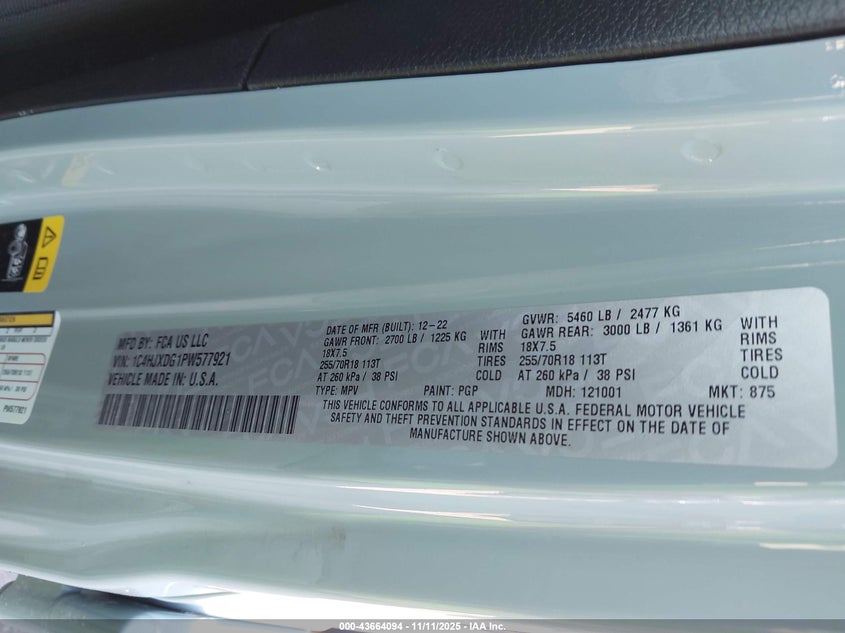 MFD BY: FCA US LLC
VIN: 1C4HJXDG1PW577921
VEHICLE MADE IN: U.S.A.
DATE OF MFR (BUILT): 12-22
GAWR FRONT: 2700 LB / 1225 KG WITH
18X7.5 RIMS
255/70R18 113T TIRES
AT 260 kPa / 38 PSI COLD
GVWR: 5460 LB / 2477 KG
GAWR REAR: 3000 LB / 1361 KG WITH
18X7.5 RIMS
255/70R18 113T TIRES
AT 260 kPa / 38 PSI COLD
TYPE: MPV PAINT: PGP MDH: 121001 MKT: 875
THIS VEHICLE CONFORMS TO ALL APPLICABLE U.S.A. FEDERAL MOTOR VEHICLE
SAFETY AND THEFT PREVENTION STANDARDS IN EFFECT ON THE DATE OF
MANUFACTURE SHOWN ABOVE.
PW577921
000-43664094 - 11/11/2025 - IAA Inc.